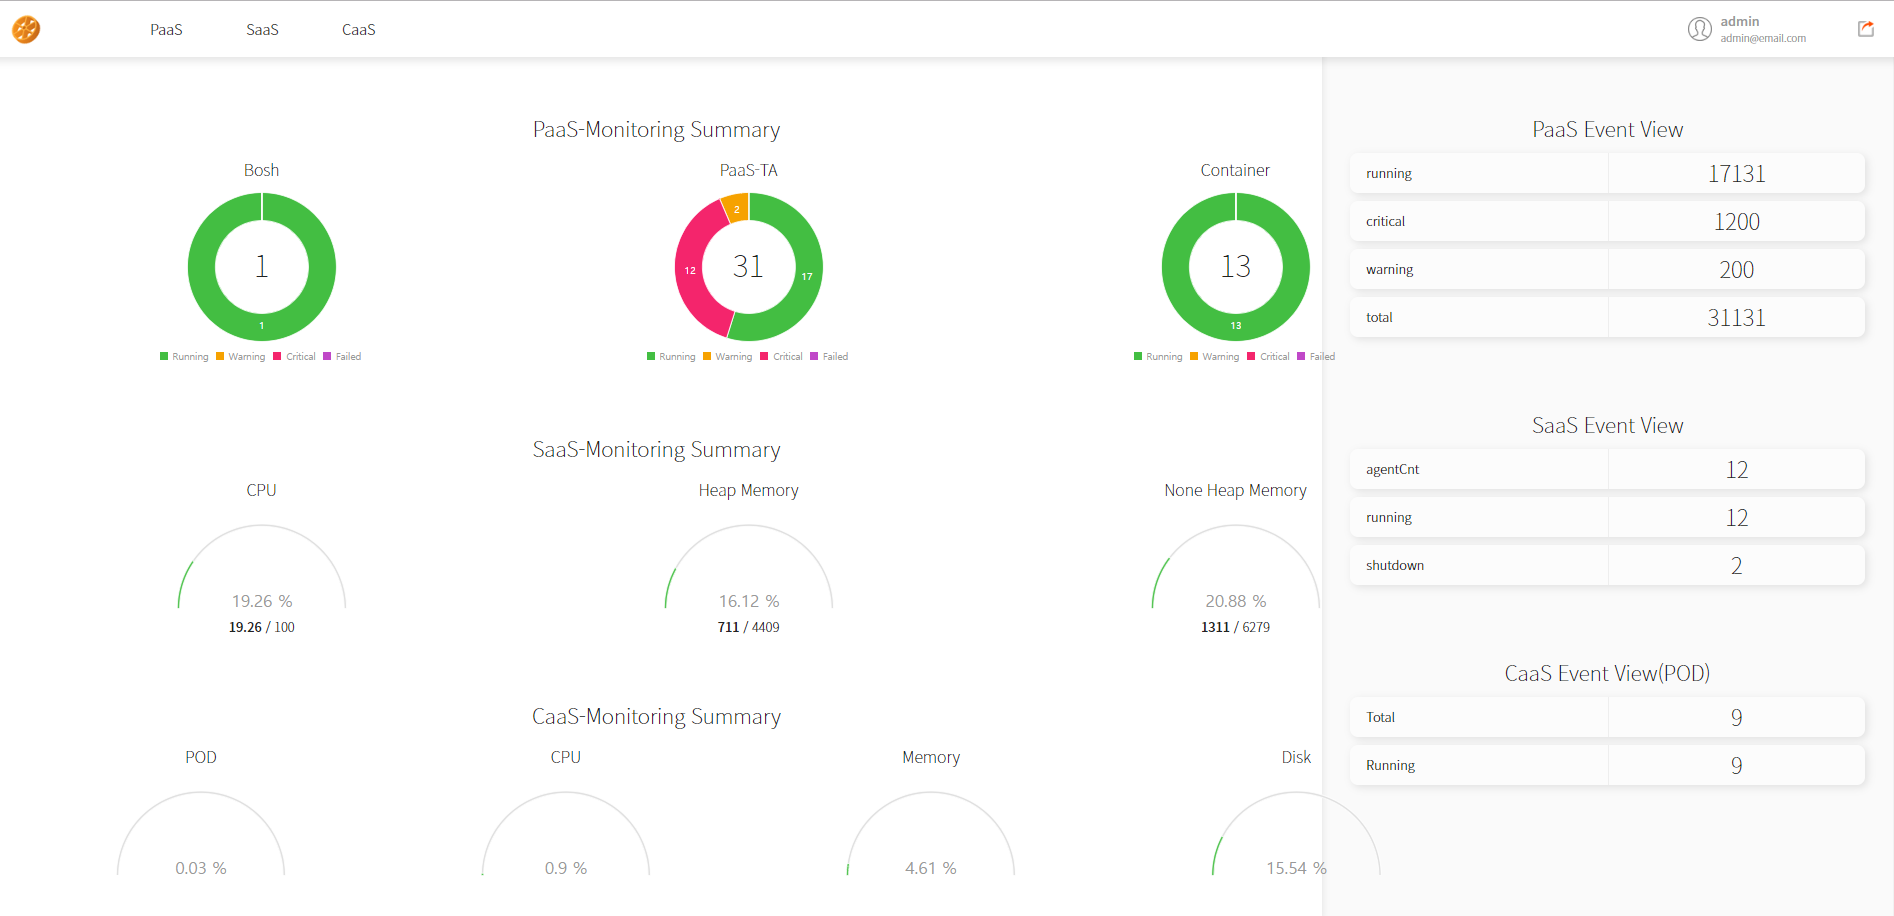 PaaS SaaS CaaS
admin
admin@email.com
PaaS-Monitoring Summary
Bosh PaaS-TA Container
1
1
Running Warning Critical Failed
2
12
31
17
Running Warning Critical Failed
13
13
Running Warning Critical Failed
SaaS-Monitoring Summary
CPU Heap Memory None Heap Memory
19.26 % 16.12 % 20.88 %
19.26 / 100 711 / 4409 1311 / 6279
CaaS-Monitoring Summary
POD CPU Memory Disk
0.03 % 0.9 % 4.61 % 15.54 %
PaaS Event View
running 17131
critical 1200
warning 200
total 31131
SaaS Event View
agentCnt 12
running 12
shutdown 2
CaaS Event View(POD)
Total 9
Running 9